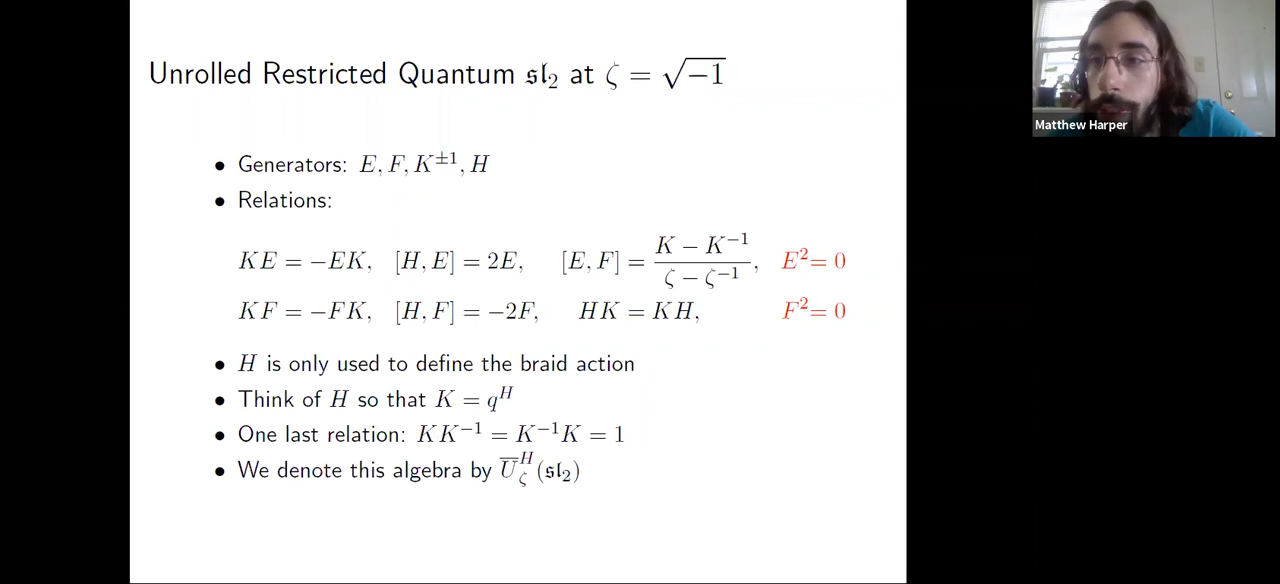 Unrolled Restricted Quantum 𝔰𝔩₂ at ζ = √−1
• Generators: E, F, K^{±1}, H
• Relations:
KE = −EK, [H, E] = 2E, [E, F] = \frac{K − K^{−1}}{ζ − ζ^{−1}}, E² = 0
KF = −FK, [H, F] = −2F, HK = KH, F² = 0
• H is only used to define the braid action
• Think of H so that K = q^H
• One last relation: KK^{−1} = K^{−1}K = 1
• We denote this algebra by \overline{U}_ζ^H(𝔰𝔩₂)
Matthew Harper